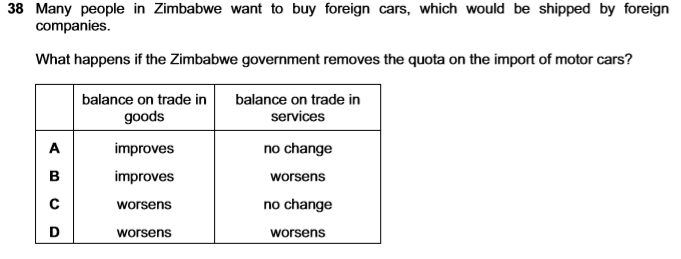 38 Many people in Zimbabwe want to buy foreign cars, which would be shipped by foreign
companies.
What happens if the Zimbabwe government removes the quota on the import of motor cars?
balance on trade in goods balance on trade in services
A improves no change
B improves worsens
C worsens no change
D worsens worsens